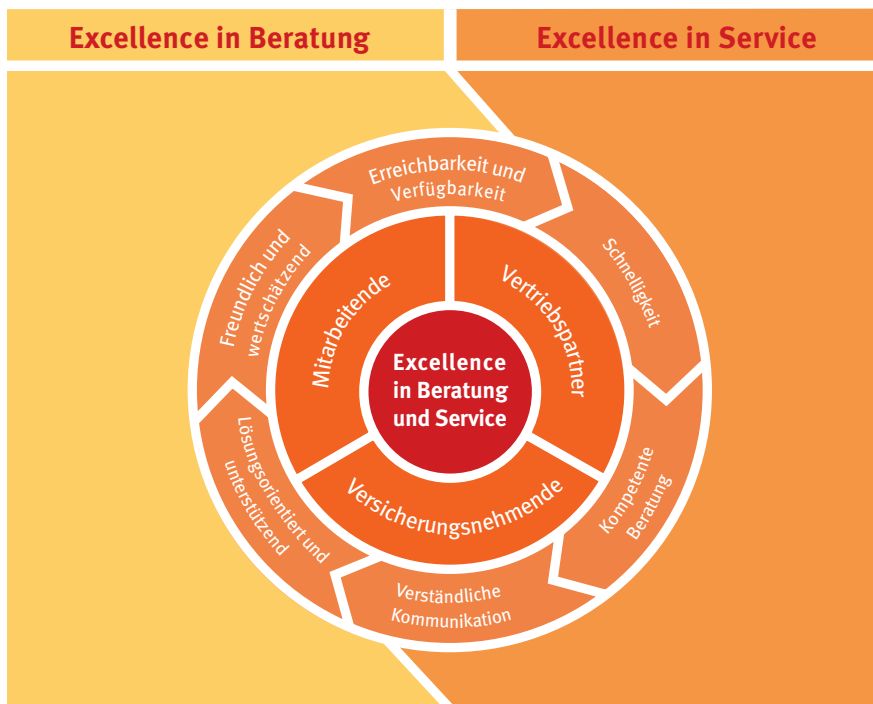 Excellence in Beratung
Excellence in Service
Erreichbarkeit und
Verfügbarkeit
Schnelligkeit
Kompetente
Beratung
Verständliche
Kommunikation
Lösungsorientiert und
unterstützend
Freundlich und
wertschätzend
Mitarbeitende
Vertriebspartner
Versicherungsnehmende
Excellence
in Beratung
und Service